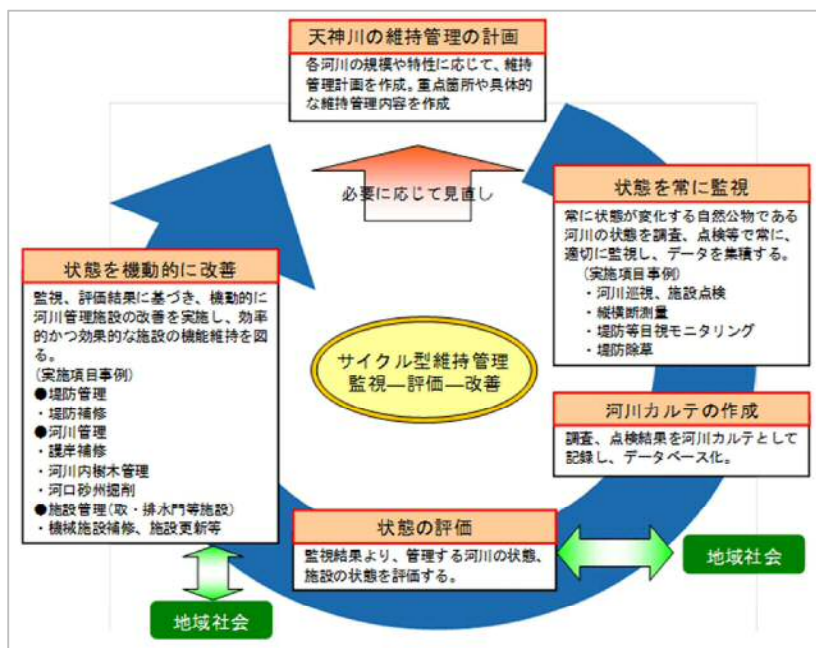 天神川の維持管理の計画
各河川の規模や特性に応じて、維持
管理計画を作成。重点箇所や具体的
な維持管理内容を作成
必要に応じて見直し
状態を常に監視
常に状態が変化する自然公物である
河川の状態を調査、点検等で常に、
適切に監視し、データを集積する。
(実施項目事例)
・河川巡視、施設点検
・縦横断測量
・堤防等目視モニタリング
・堤防除草
河川カルテの作成
調査、点検結果を河川カルテとして
記録し、データベース化。
状態の評価
監視結果より、管理する河川の状態、
施設の状態を評価する。
地域社会
状態を機動的に改善
監視、評価結果に基づき、機動的に
河川管理施設の改善を実施し、効率
的かつ効果的な施設の機能維持を図
る。
(実施項目事例)
●堤防管理
・堤防補修
●河川管理
・護岸補修
・河川内樹木管理
・河口砂州掘削
●施設管理(取・排水門等施設)
・機械施設補修、施設更新等
地域社会
サイクル型維持管理
監視―評価―改善